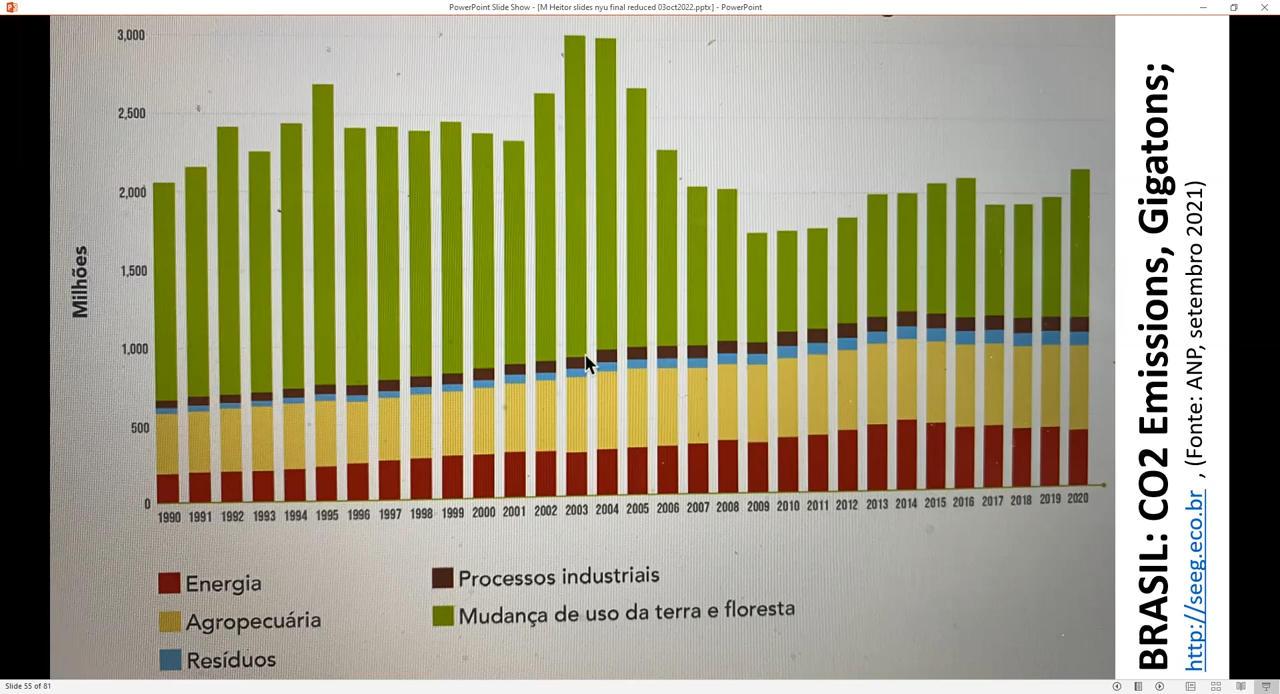 PowerPoint Slide Show - [M Heitor slides nyu final reduced 03oct2022.pptx] - PowerPoint
3,000
2,500
2,000
1,500
1,000
500
0
Milhões
1990 1991 1992 1993 1994 1995 1996 1997 1998 1999 2000 2001 2002 2003 2004 2005 2006 2007 2008 2009 2010 2011 2012 2013 2014 2015 2016 2017 2018 2019 2020
Energia
Agropecuária
Resíduos
Processos industriais
Mudança de uso da terra e floresta
BRASIL: CO2 Emissions, Gigatons;
http://seeg.eco.br , (Fonte: ANP, setembro 2021)
Slide 55 of 81